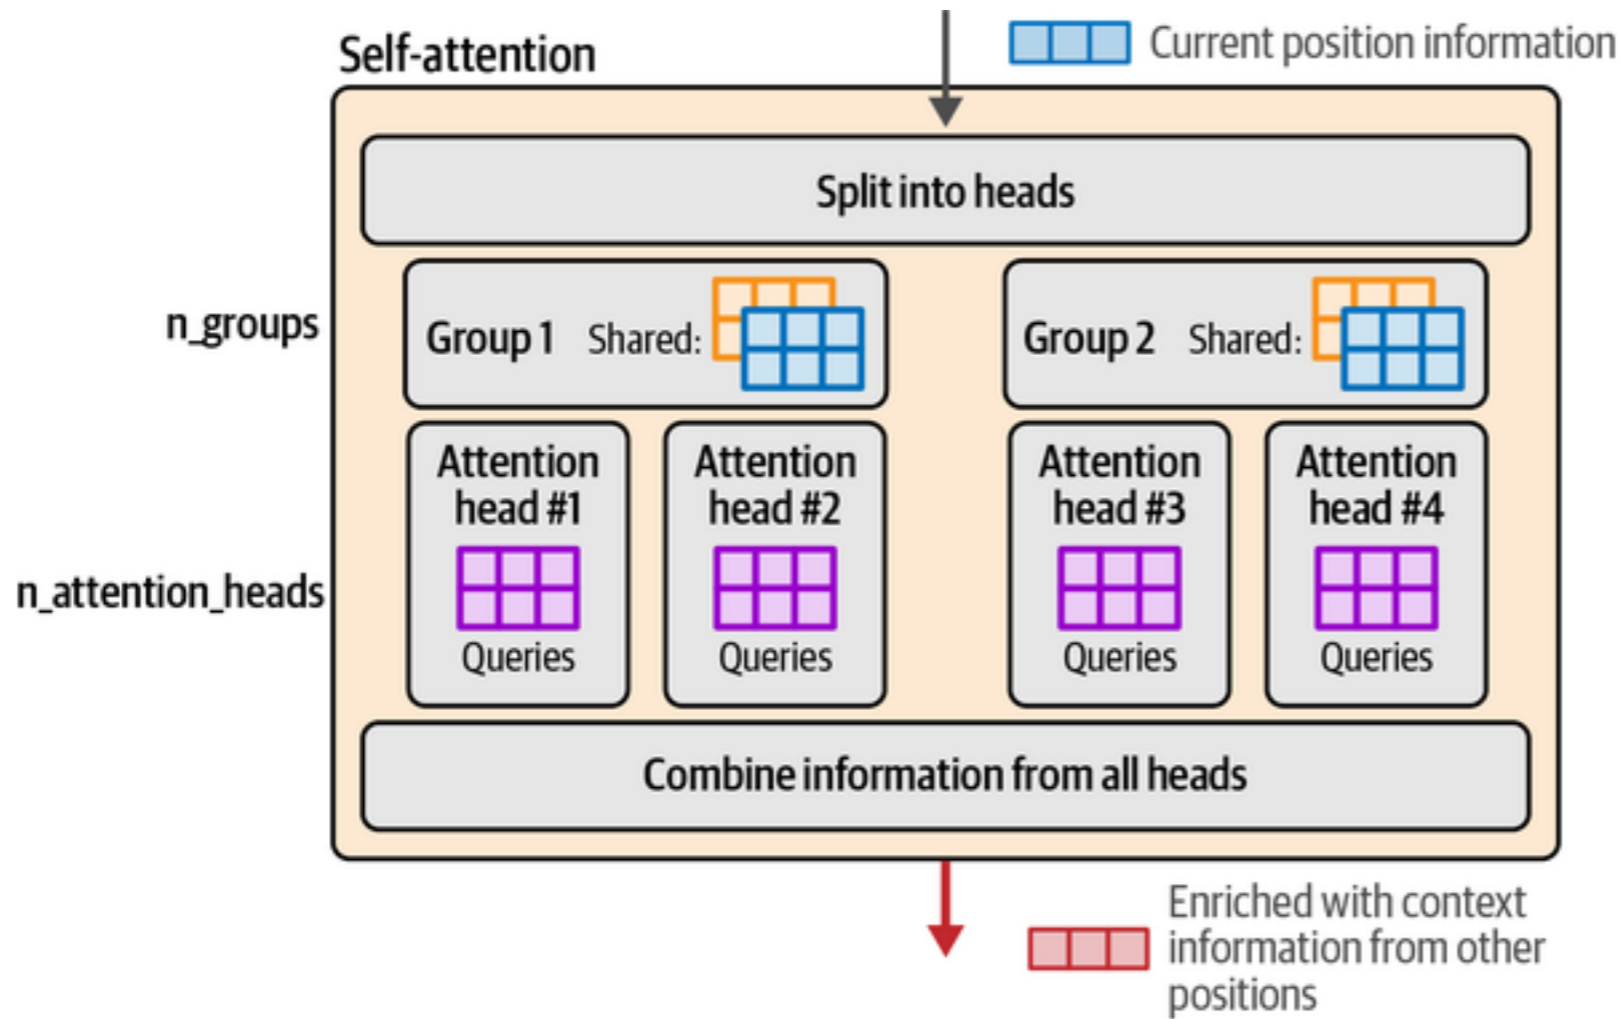 Self-attention
Current position information
Split into heads
n_groups
Group 1 Shared:
Group 2 Shared:
n_attention_heads
Attention
head #1
Queries
Attention
head #2
Queries
Attention
head #3
Queries
Attention
head #4
Queries
Combine information from all heads
Enriched with context
information from other
positions